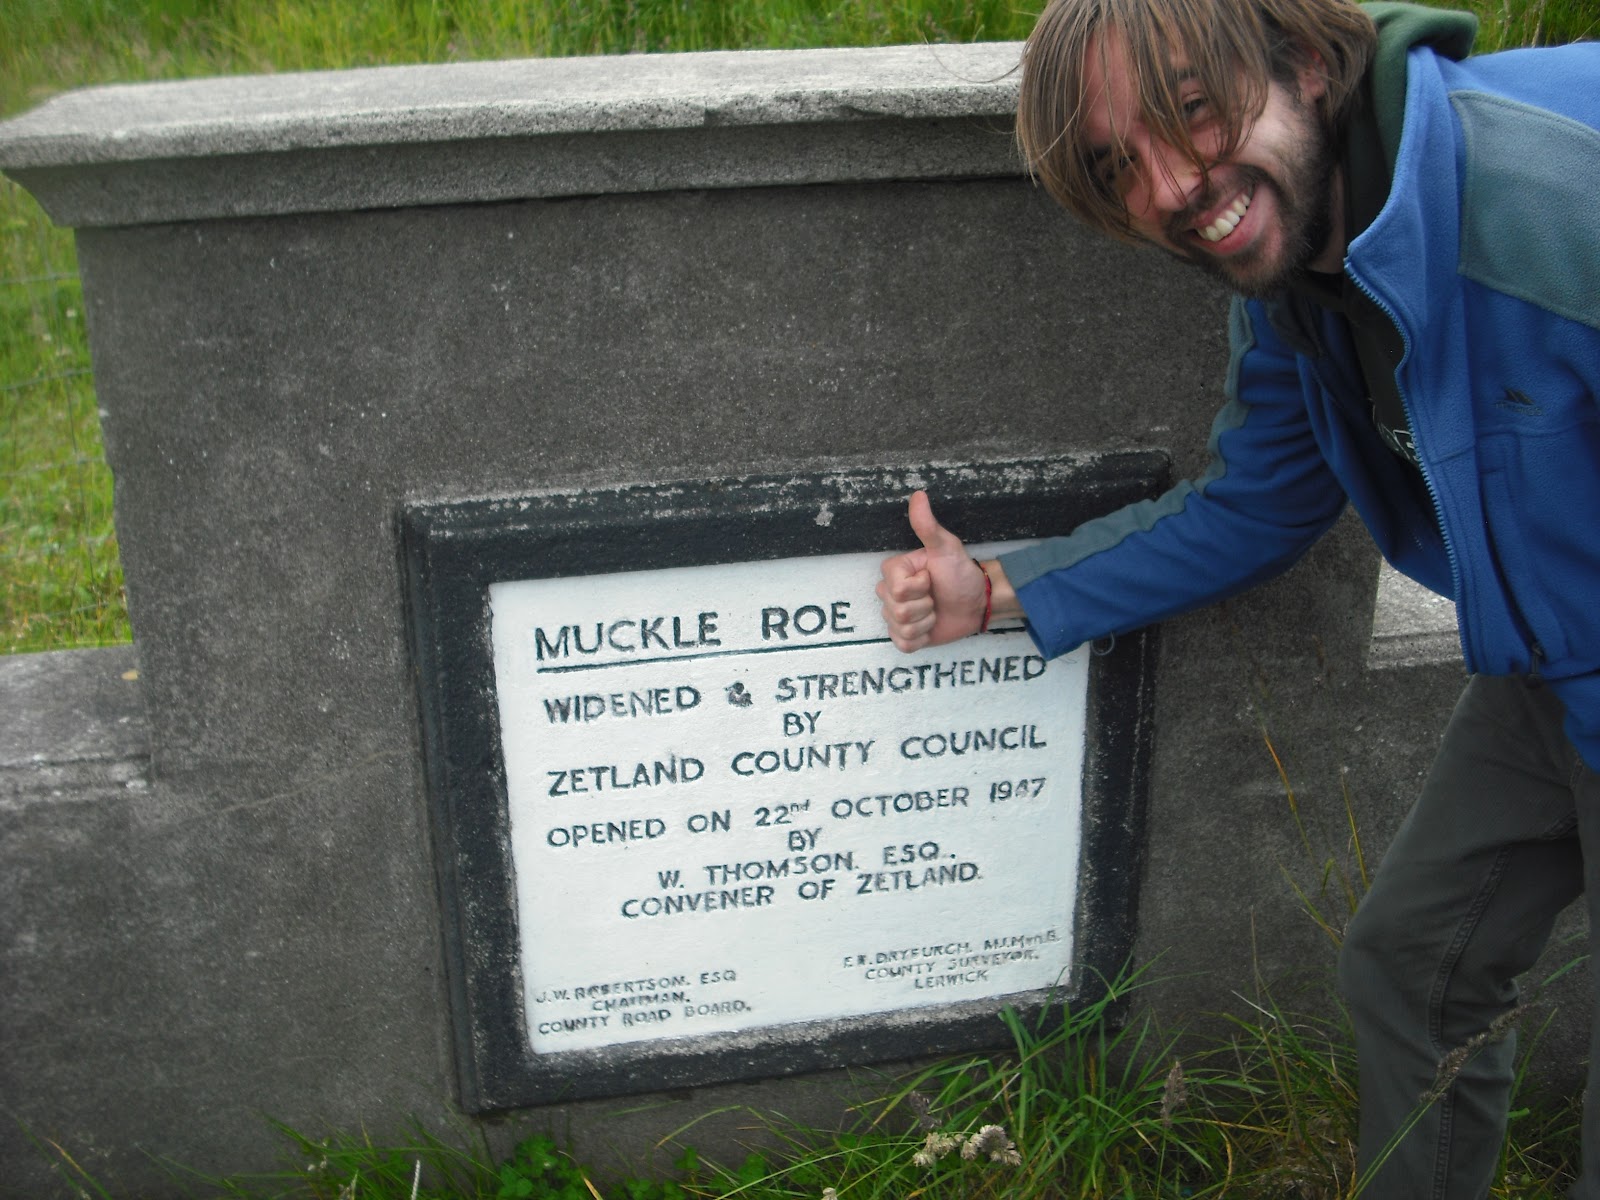 MUCKLE ROE
WIDENED & STRENGTHENED
BY
ZETLAND COUNTY COUNCIL
OPENED ON 22nd OCTOBER 1947
BY
W. THOMSON. ESQ.,
CONVENER OF ZETLAND.
J.W. ROBERTSON. ESQ
CHAIRMAN.
COUNTY ROAD BOARD.
DRYBURGH.
COUNTY SURVEYOR.
LERWICK